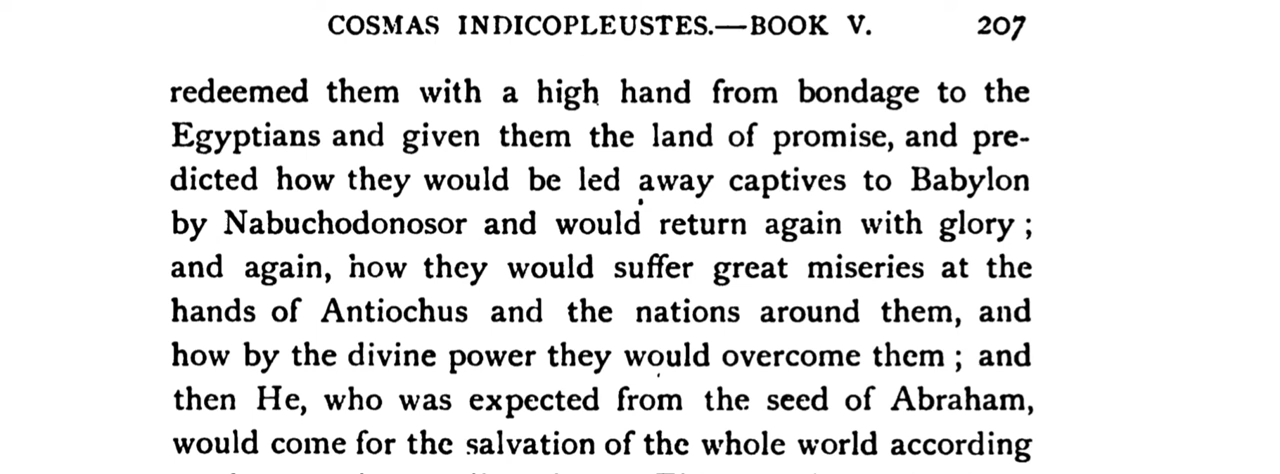 COSMAS INDICOPLEUSTES.—BOOK V. 207
redeemed them with a high hand from bondage to the
Egyptians and given them the land of promise, and pre-
dicted how they would be led away captives to Babylon
by Nabuchodonosor and would return again with glory ;
and again, how they would suffer great miseries at the
hands of Antiochus and the nations around them, and
how by the divine power they would overcome them ; and
then He, who was expected from the seed of Abraham,
would come for the salvation of the whole world according